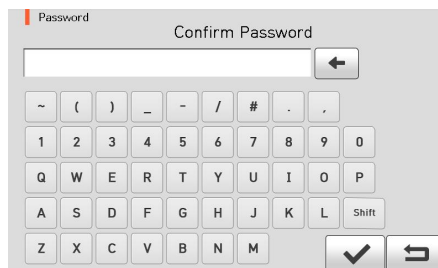 Password
Confirm Password
~ ( ) _ - / # . ,
1 2 3 4 5 6 7 8 9 0
Q W E R T Y U I O P
A S D F G H J K L Shift
Z X C V B N M